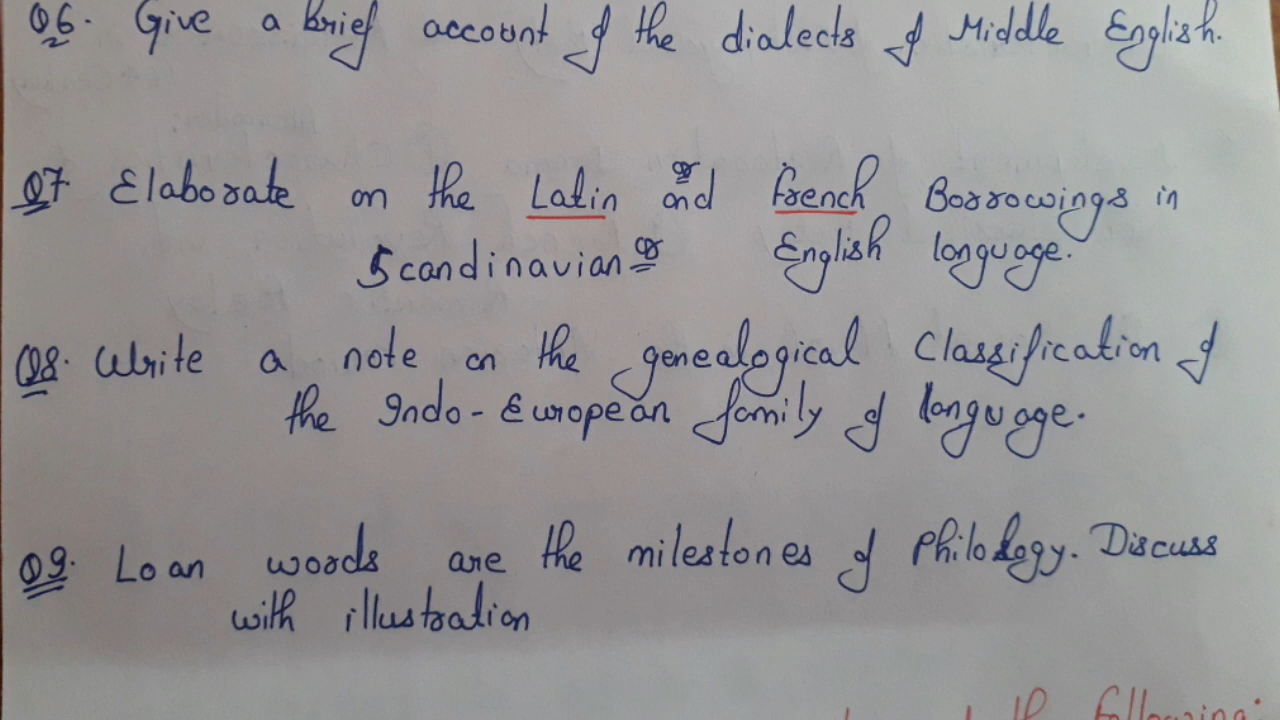 Q6. Give a brief account of the dialects of Middle English.
Q7 Elaborate on the Latin or and French Borrowings in
Scandinavian or English language.
Q8. Write a note on the genealogical Classification of
the Indo-European family of language.
Q9. Loan words are the milestones of Philology. Discuss
with illustration
the following: